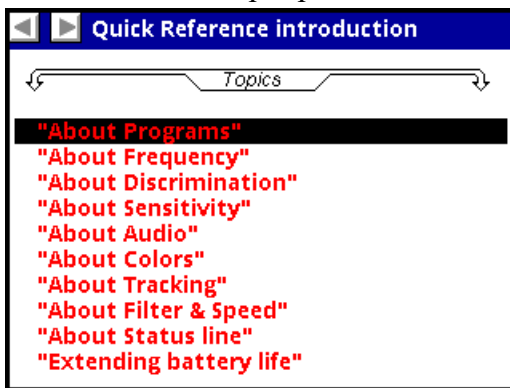 Quick Reference introduction
Topics
"About Programs"
"About Frequency"
"About Discrimination"
"About Sensitivity"
"About Audio"
"About Colors"
"About Tracking"
"About Filter & Speed"
"About Status line"
"Extending battery life"